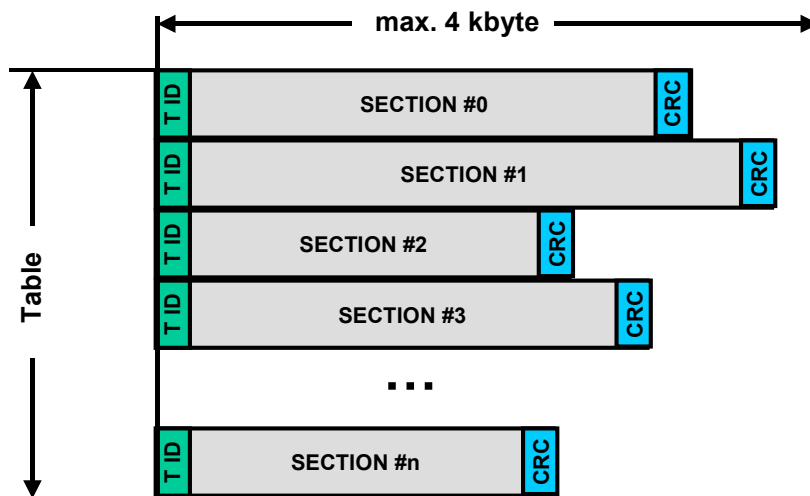 max. 4 kbyte
Table
T ID SECTION #0 CRC
T ID SECTION #1 CRC
T ID SECTION #2 CRC
T ID SECTION #3 CRC
...
T ID SECTION #n CRC